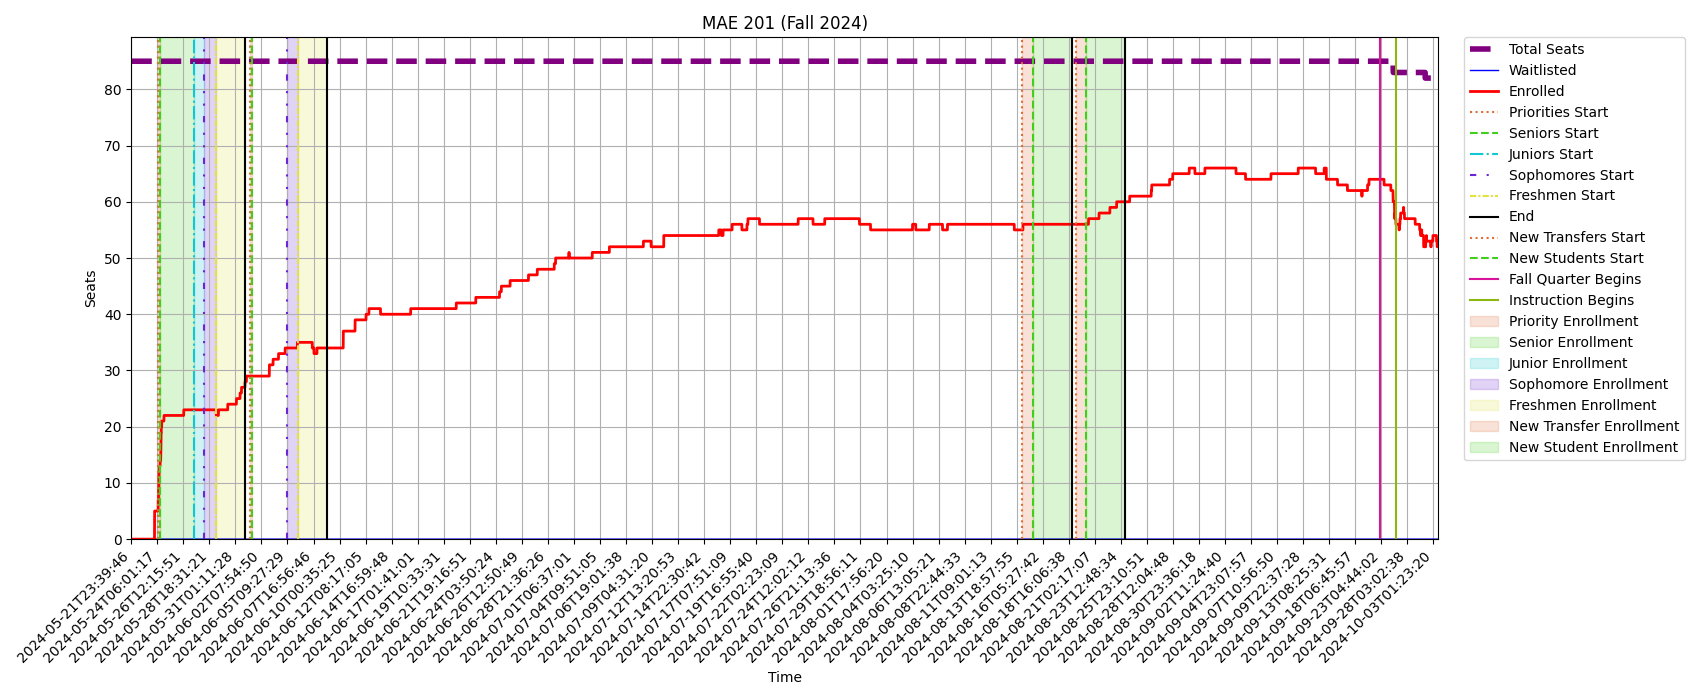 MAE 201 (Fall 2024)
Seats
0
10
20
30
40
50
60
70
80
2024-05-21T23:39:46
2024-05-24T06:01:17
2024-05-26T12:15:51
2024-05-28T18:31:21
2024-05-31T01:11:28
2024-06-02T07:54:50
2024-06-05T09:27:29
2024-06-07T16:56:46
2024-06-10T00:35:25
2024-06-12T08:17:05
2024-06-14T16:59:48
2024-06-17T01:41:01
2024-06-19T10:33:31
2024-06-21T19:16:51
2024-06-24T03:50:24
2024-06-26T12:50:49
2024-06-28T21:36:26
2024-07-01T06:37:01
2024-07-04T09:51:05
2024-07-06T19:01:38
2024-07-09T04:31:20
2024-07-12T13:20:53
2024-07-14T22:30:42
2024-07-17T07:51:09
2024-07-19T16:55:40
2024-07-22T02:23:09
2024-07-24T12:02:12
2024-07-26T21:13:36
2024-07-29T18:56:11
2024-08-01T17:56:20
2024-08-04T03:25:10
2024-08-06T13:05:21
2024-08-08T22:44:33
2024-08-11T09:01:13
2024-08-13T18:57:55
2024-08-16T05:27:42
2024-08-18T16:06:38
2024-08-21T02:17:07
2024-08-23T12:48:34
2024-08-25T23:10:51
2024-08-28T12:04:48
2024-08-30T23:36:18
2024-09-02T11:24:40
2024-09-04T23:07:57
2024-09-07T10:56:50
2024-09-09T22:37:28
2024-09-13T08:25:31
2024-09-18T06:45:57
2024-09-23T04:44:02
2024-09-28T03:02:38
2024-10-03T01:23:20
Time
Total Seats
Waitlisted
Enrolled
Priorities Start
Seniors Start
Juniors Start
Sophomores Start
Freshmen Start
End
New Transfers Start
New Students Start
Fall Quarter Begins
Instruction Begins
Priority Enrollment
Senior Enrollment
Junior Enrollment
Sophomore Enrollment
Freshmen Enrollment
New Transfer Enrollment
New Student Enrollment